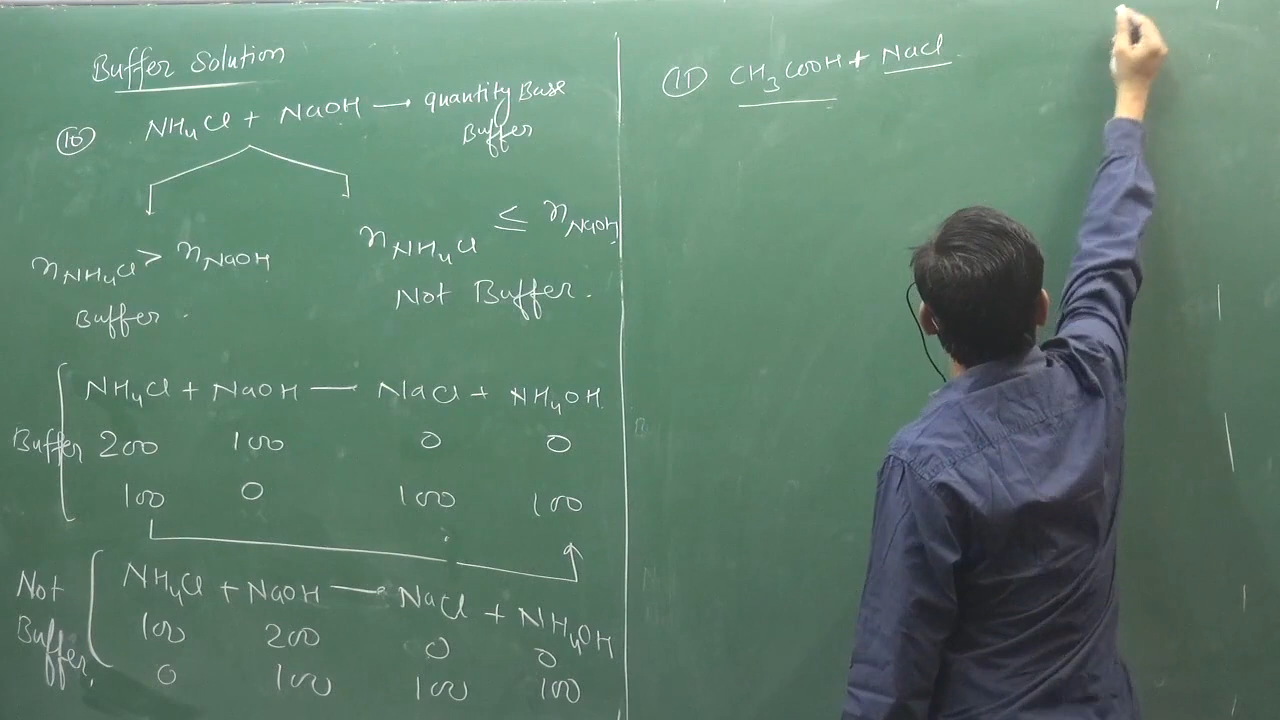 Buffer Solution
(10) NH4Cl + NaOH → quantity Base
Buffer
nNH4Cl > nNaOH
Buffer.
nNH4Cl ≤ nNaOH
Not Buffer.
NH4Cl + NaOH — NaCl + NH4OH
Buffer 200 100 0 0
100 0 100 100
Not Buffer,
NH4Cl + NaOH → NaCl + NH4OH
100 200 0 0
0 100 100 100
(11) CH3COOH + NaCl